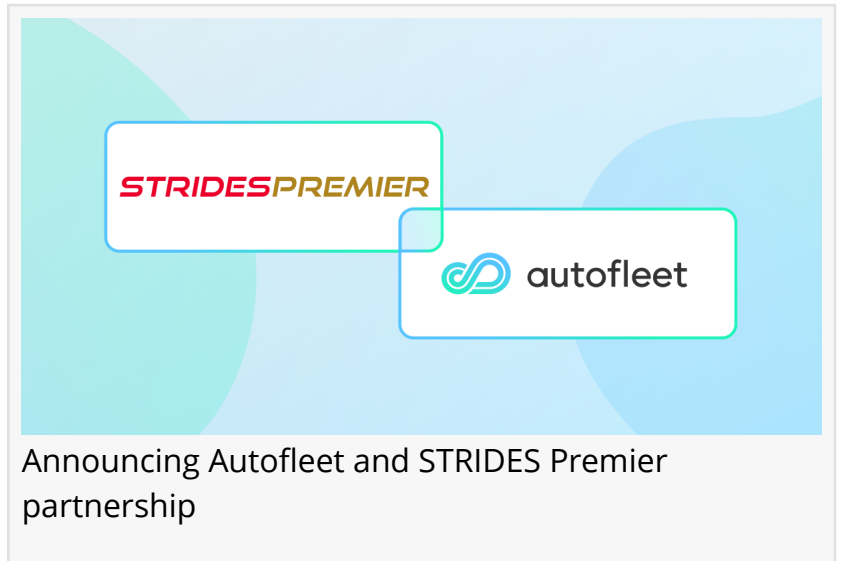 STRIDESPREMIER
autofleet
Announcing Autofleet and STRIDES Premier
partnership